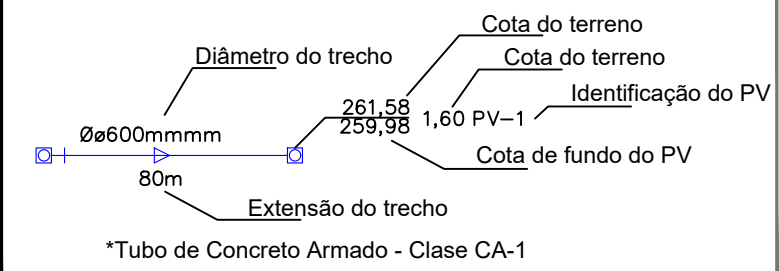 Cota do terreno
Diâmetro do trecho
Cota do terreno
Identificação do PV
261,58
259,98
1,60 PV-1
Øø600mmmm
Cota de fundo do PV
80m
Extensão do trecho
*Tubo de Concreto Armado - Clase CA-1